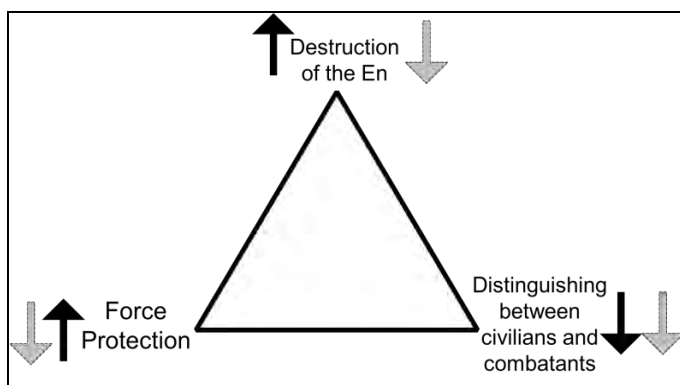 Destruction
of the En
Force
Protection
Distinguishing
between
civilians and
combatants